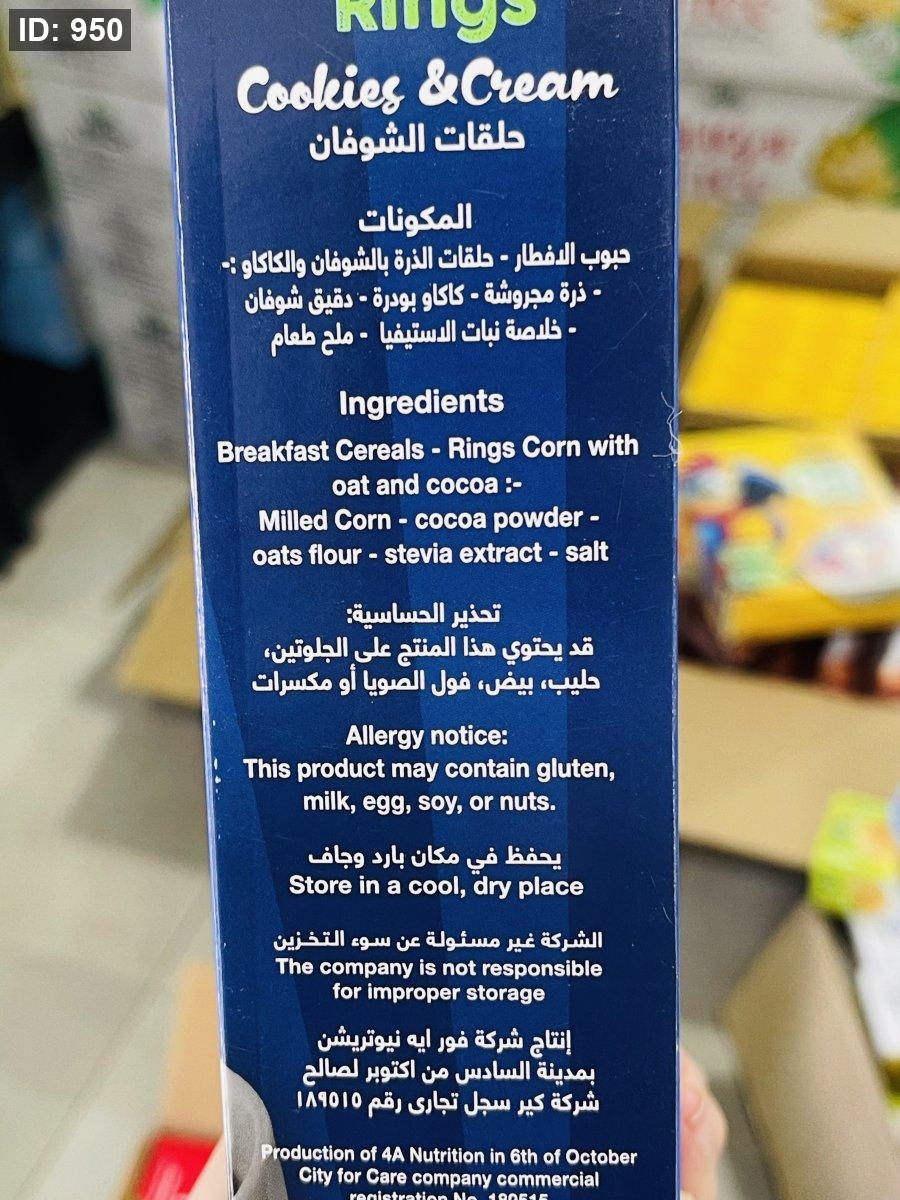 ID: 950
Rings
Cookies & Cream
حلقات الشوفان
المكونات
حبوب الافطار - حلقات الذرة بالشوفان والكاكاو :-
- ذرة مجروشة - كاكاو بودرة - دقيق شوفان
- خلاصة نبات الاستيفيا - ملح طعام
Ingredients
Breakfast Cereals - Rings Corn with
oat and cocoa :-
Milled Corn - cocoa powder -
oats flour - stevia extract - salt
تحذير الحساسية:
قد يحتوي هذا المنتج على الجلوتين،
حليب، بيض، فول الصويا أو مكسرات
Allergy notice:
This product may contain gluten,
milk, egg, soy, or nuts.
يحفظ في مكان بارد وجاف
Store in a cool, dry place
الشركة غير مسئولة عن سوء التخزين
The company is not responsible
for improper storage
إنتاج شركة فور ايه نيوتريشن
بمدينة السادس من اكتوبر لصالح
شركة كير سجل تجارى رقم ١٨٩٥١٥
Production of 4A Nutrition in 6th of October
City for Care company commercial
registration No. 189515